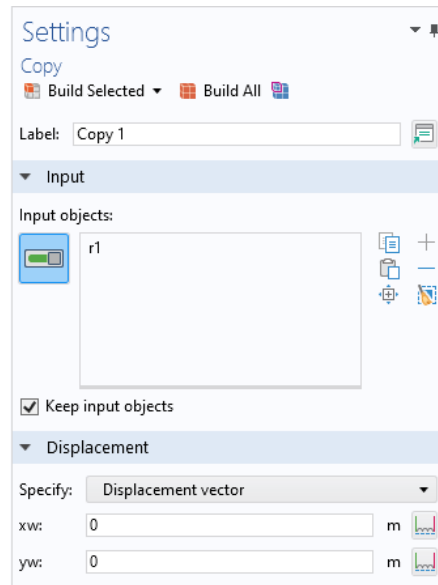 Settings
Copy
Build Selected Build All
Label: Copy 1
Input
Input objects:
r1
Keep input objects
Displacement
Specify: Displacement vector
xw: 0 m
yw: 0 m